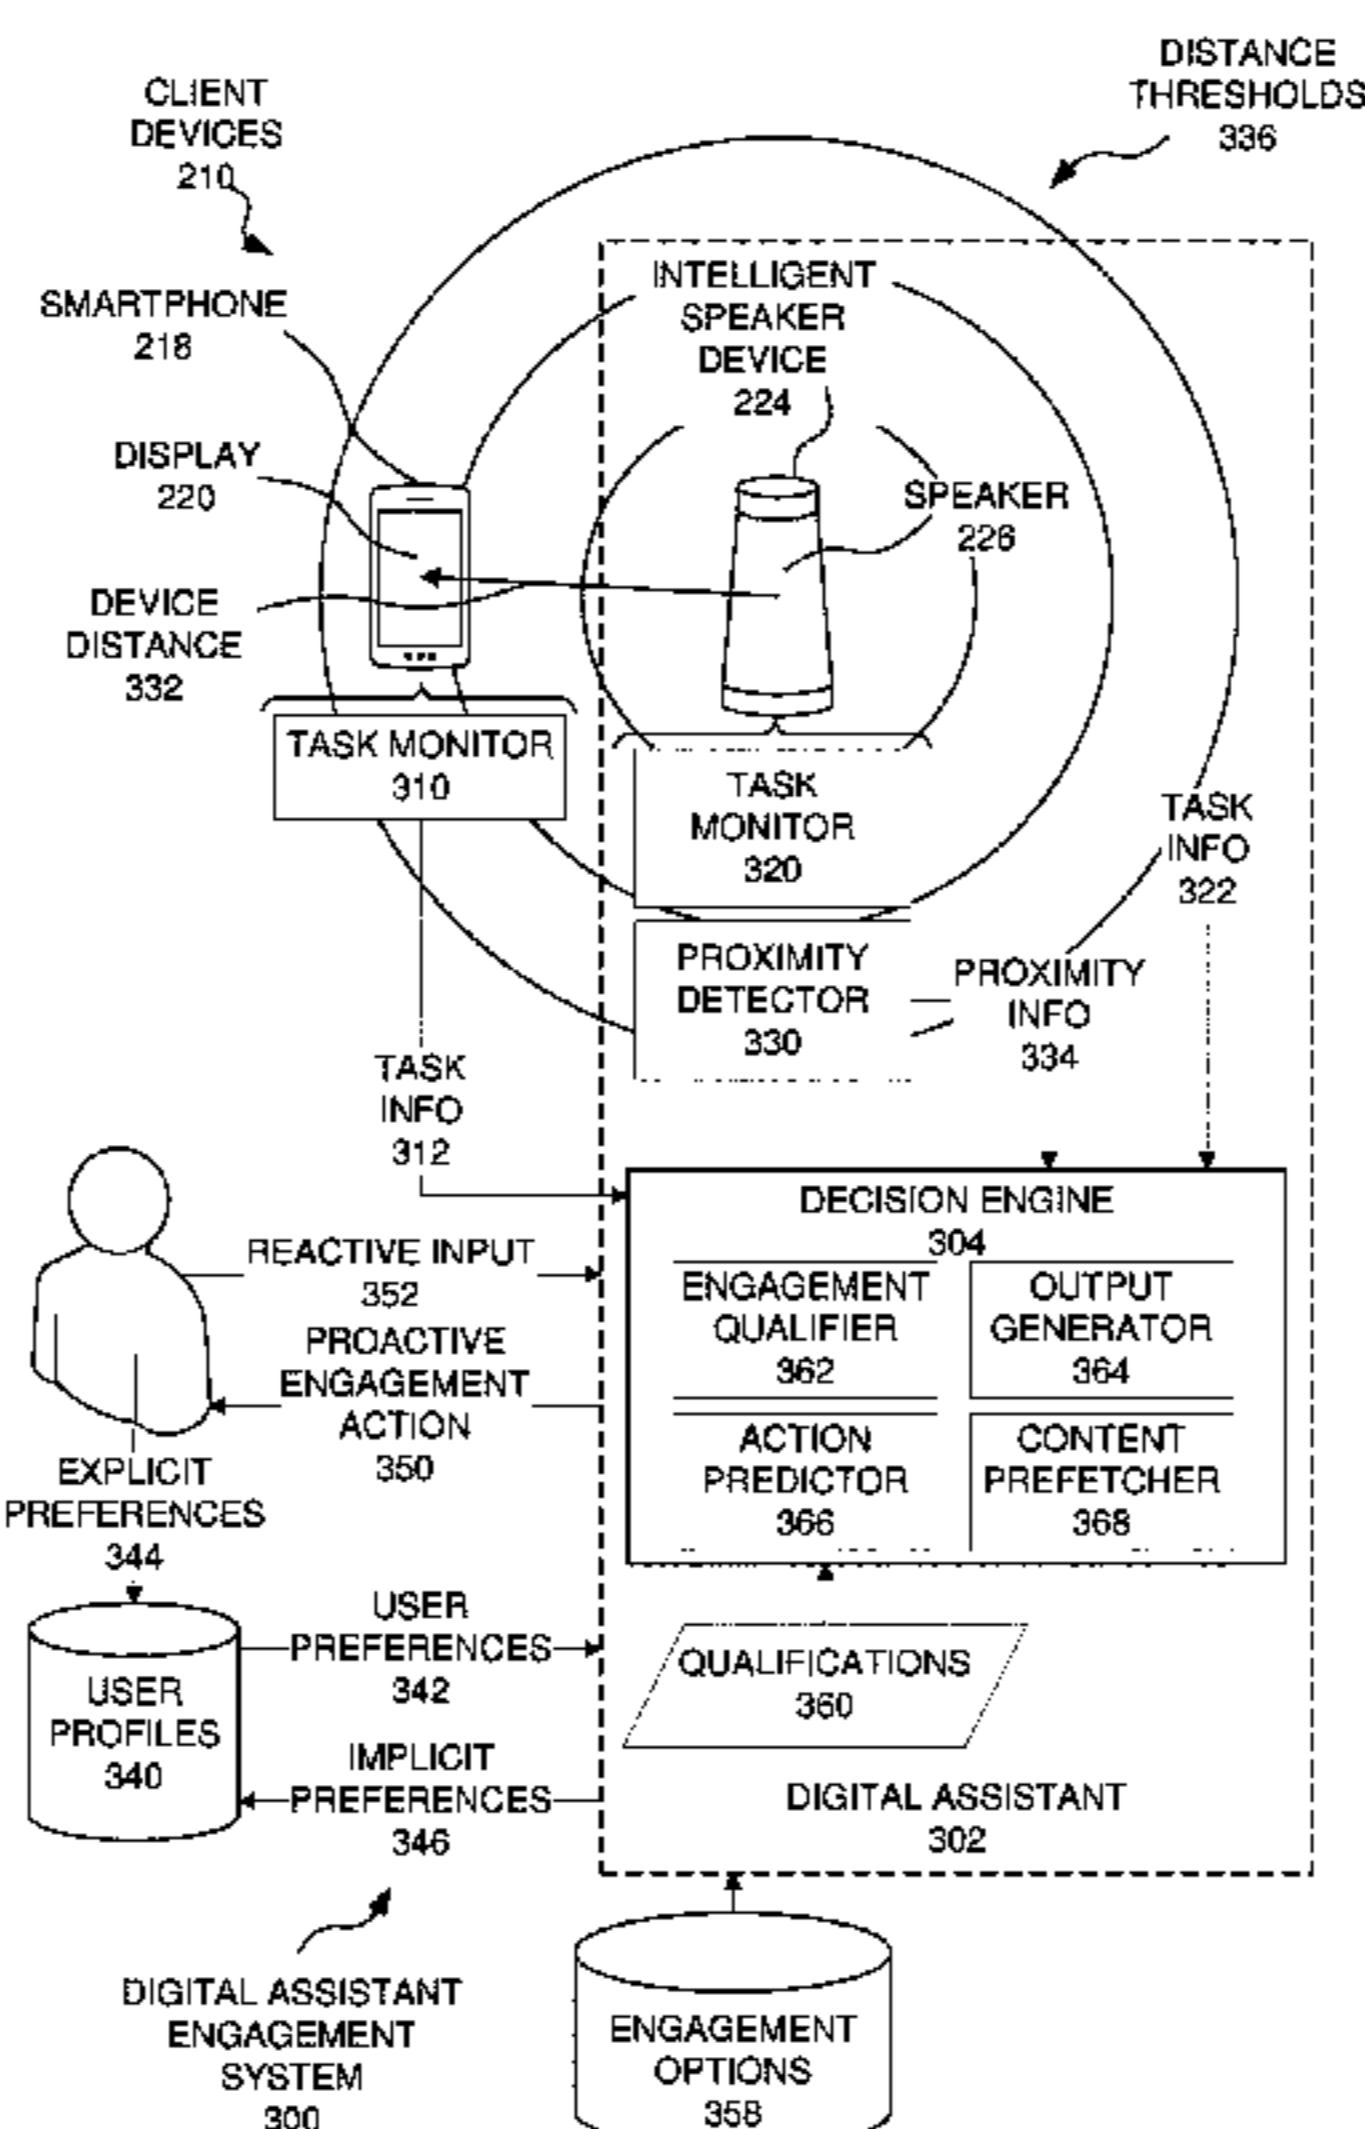 DISTANCE
THRESHOLDS
336
CLIENT
DEVICES
210
SMARTPHONE
218
INTELLIGENT
SPEAKER
DEVICE
224
DISPLAY
220
SPEAKER
226
DEVICE
DISTANCE
332
TASK MONITOR
310
TASK
MONITOR
320
TASK
INFO
322
PROXIMITY
DETECTOR
330
PROXIMITY
INFO
334
TASK
INFO
312
DECISION ENGINE
304
REACTIVE INPUT
352
ENGAGEMENT
QUALIFIER
362
OUTPUT
GENERATOR
364
PROACTIVE
ENGAGEMENT
ACTION
350
ACTION
PREDICTOR
366
CONTENT
PREFETCHER
368
EXPLICIT
PREFERENCES
344
USER
PREFERENCES
342
USER
PROFILES
340
QUALIFICATIONS
360
IMPLICIT
PREFERENCES
346
DIGITAL ASSISTANT
302
DIGITAL ASSISTANT
ENGAGEMENT
SYSTEM
300
ENGAGEMENT
OPTIONS
358